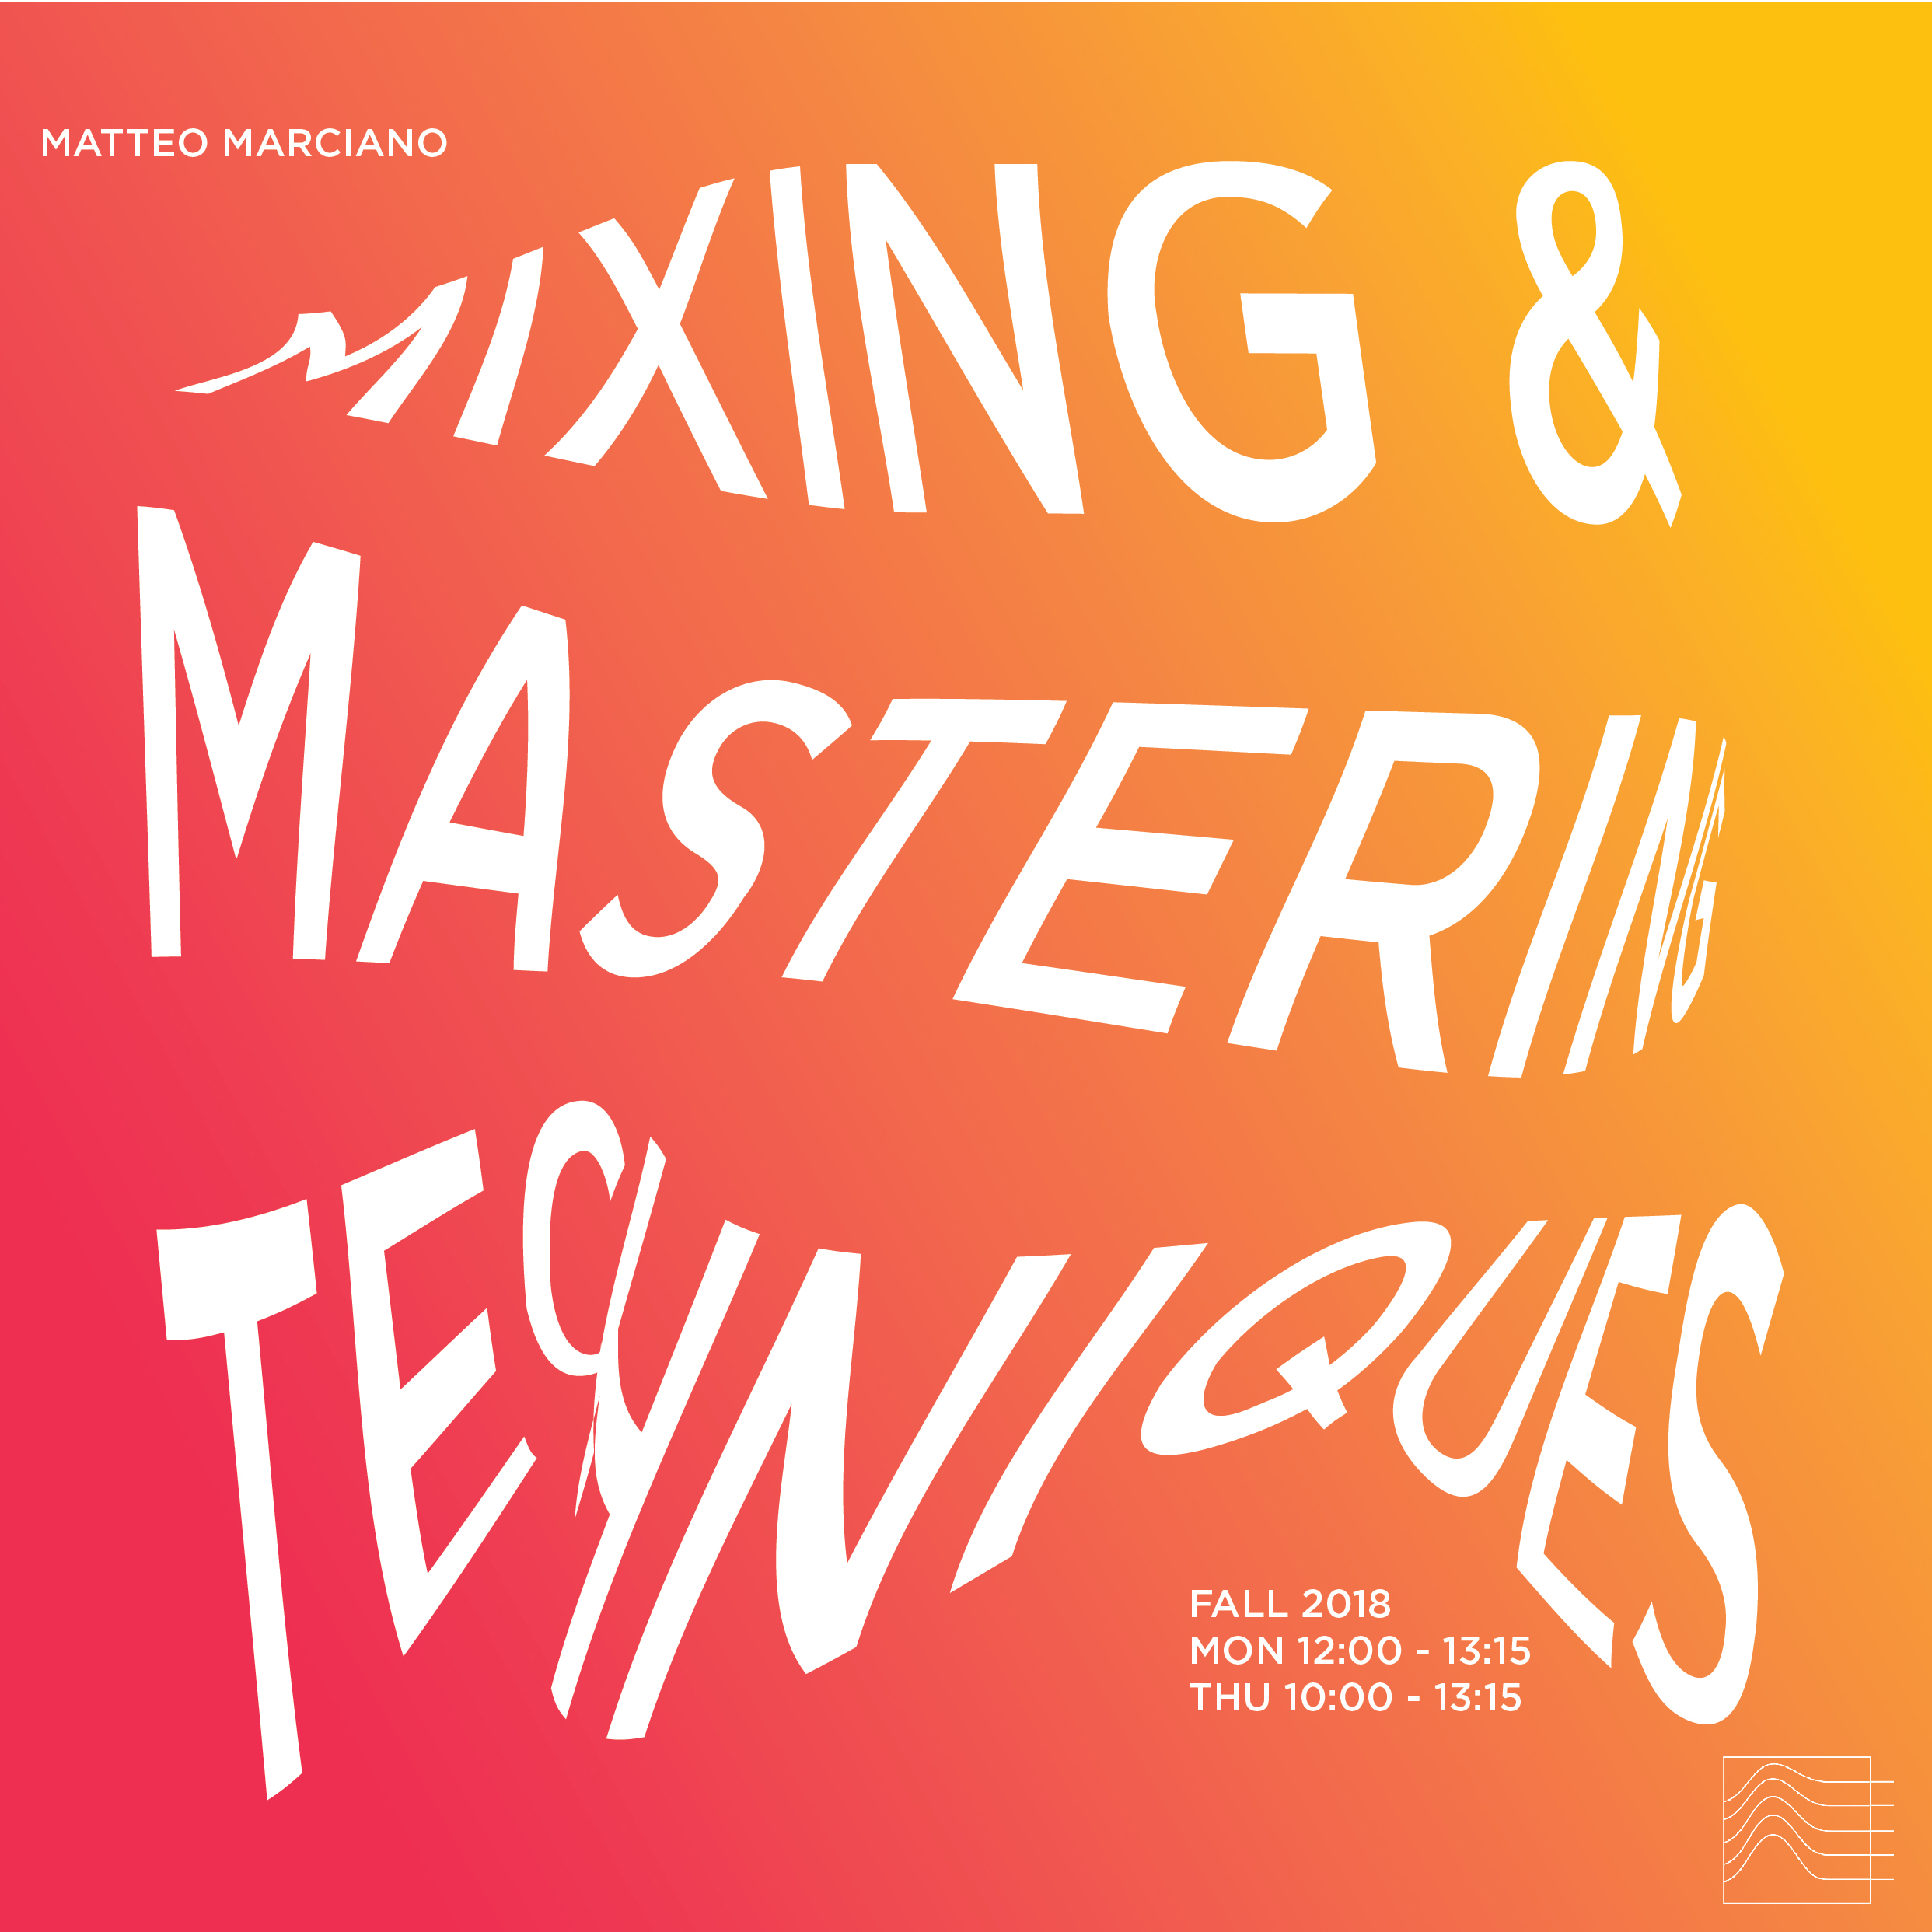 MATTEO MARCIANO
MIXING &
MASTERING
TECHNIQUES
FALL 2018
MON 12:00 - 13:15
THU 10:00 - 13:15